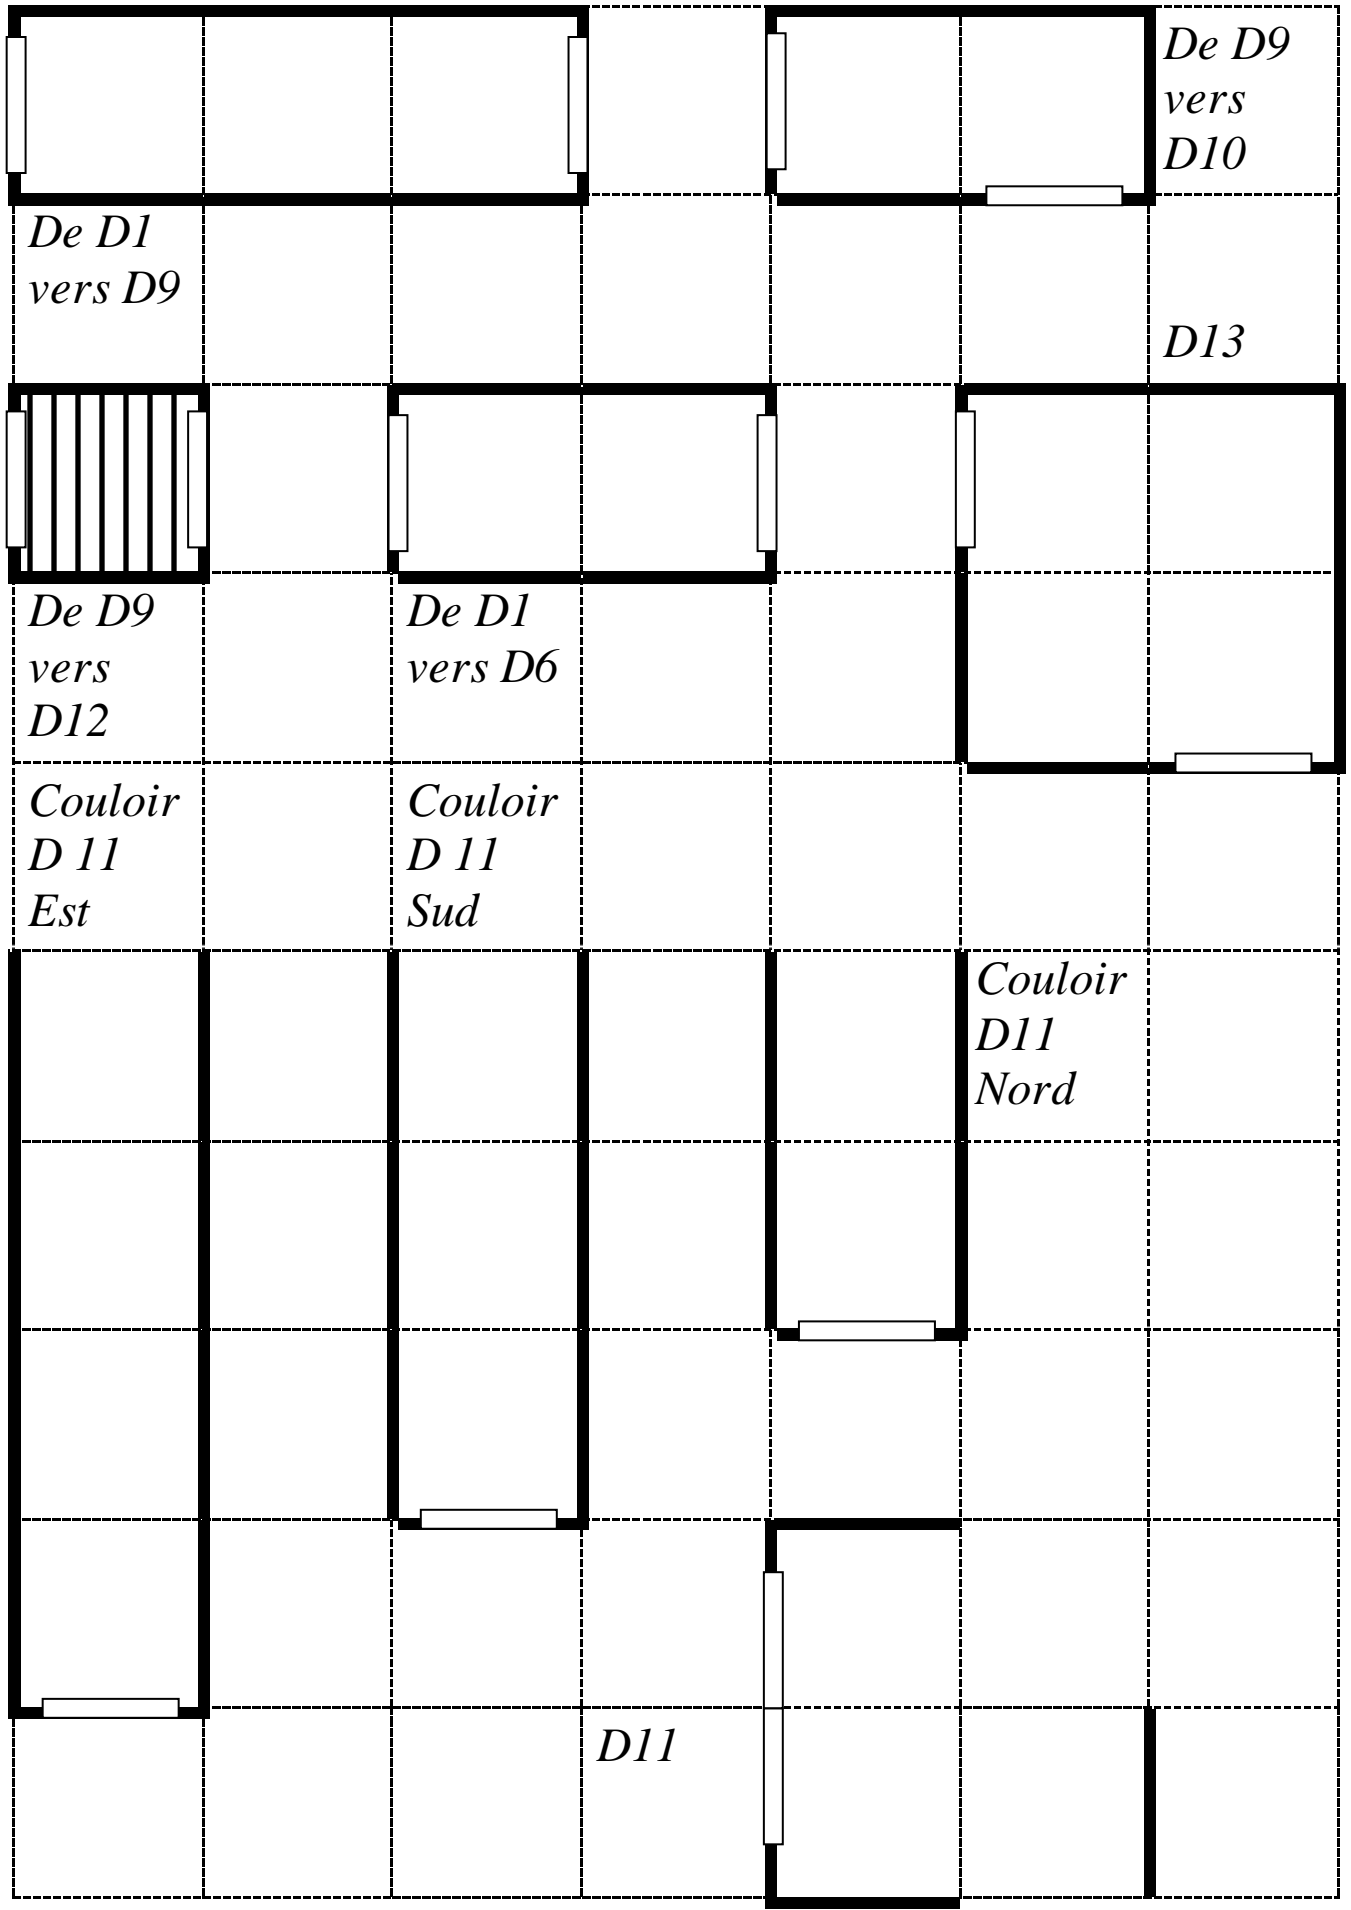 De D9
vers
D10
De D1
vers D9
D13
De D9
vers
D12
De D1
vers D6
Couloir
D 11
Est
Couloir
D 11
Sud
Couloir
D11
Nord
D11